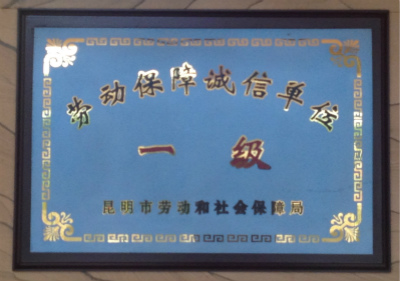 劳动保障诚信单位
一级
昆明市劳动和社会保障局